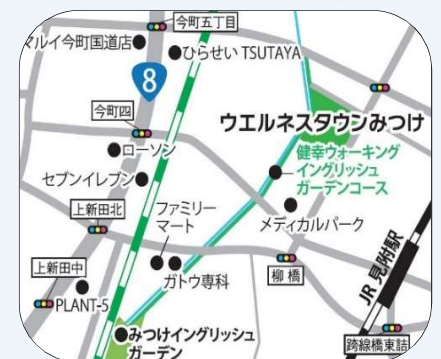 今町五丁目
マルイ今町国道店
ひらせい TSUTAYA
8
今町四
ウエルネスタウンみつけ
ローソン
健幸ウォーキング
イングリッシュ
ガーデンコース
セブンイレブン
上新田北
ファミリー
マート
メディカルパーク
上新田中
ガトウ専科
柳橋
JR 見附駅
PLANT-5
みつけイングリッシュ
ガーデン
跨線橋東詰